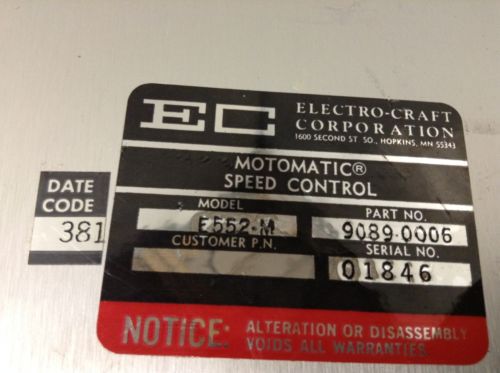 EC
ELECTRO-CRAFT
CORPORATION
1600 SECOND ST. SO., HOPKINS, MN 55343
MOTOMATIC®
SPEED CONTROL
DATE
CODE
381
MODEL
E552-M
PART NO.
9089-0006
CUSTOMER P.N.
SERIAL NO.
01846
NOTICE: ALTERATION OR DISASSEMBLY
VOIDS ALL WARRANTIES.